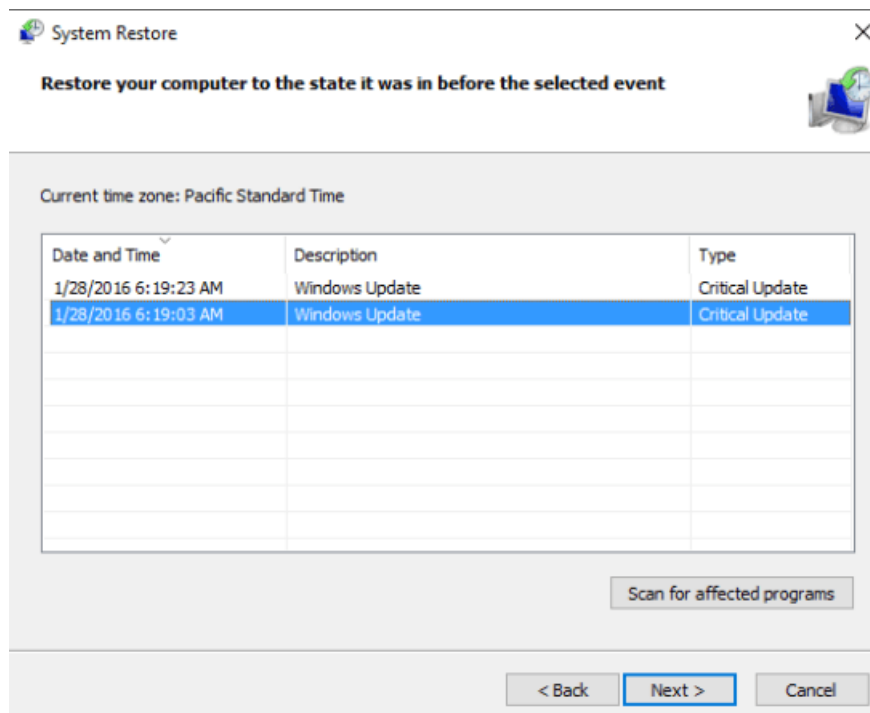 System Restore
Restore your computer to the state it was in before the selected event
Current time zone: Pacific Standard Time
Date and Time Description Type
1/28/2016 6:19:23 AM Windows Update Critical Update
1/28/2016 6:19:03 AM Windows Update Critical Update
Scan for affected programs
< Back Next > Cancel